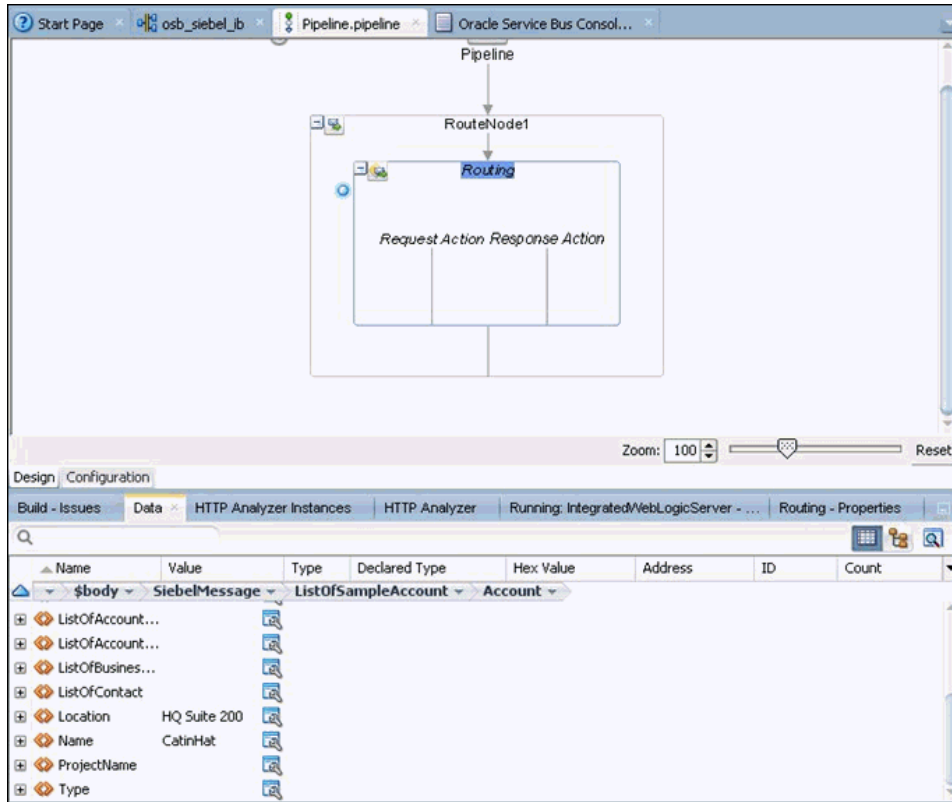 Start Page osb_siebel_ib Pipeline.pipeline Oracle Service Bus Consol...
Pipeline
RouteNode1
Routing
Request Action Response Action
Zoom: 100 Reset
Design Configuration
Build - Issues Data HTTP Analyzer Instances HTTP Analyzer Running: IntegratedWebLogicServer - ... Routing - Properties
Name Value Type Declared Type Hex Value Address ID Count
$body SiebelMessage ListOfSampleAccount Account
ListOfAccount...
ListOfAccount...
ListOfBusines...
ListOfContact
Location HQ Suite 200
Name CatinHat
ProjectName
Type